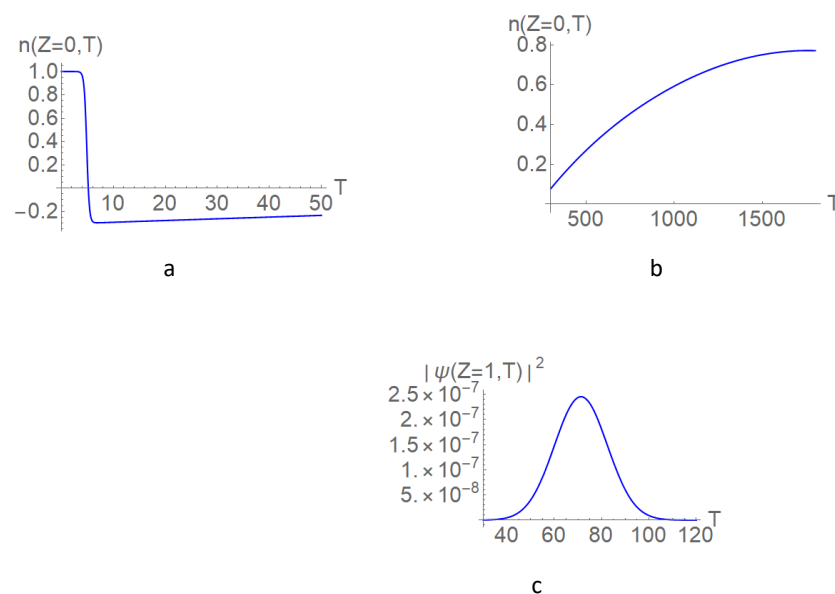 n(Z=0,T)
1.0
0.8
0.6
0.4
0.2
-0.2
10 20 30 40 50
T
a
n(Z=0,T)
0.8
0.6
0.4
0.2
500 1000 1500
T
b
|ψ(Z=1,T)|²
2.5×10⁻⁷
2.×10⁻⁷
1.5×10⁻⁷
1.×10⁻⁷
5.×10⁻⁸
40 60 80 100 120
T
c